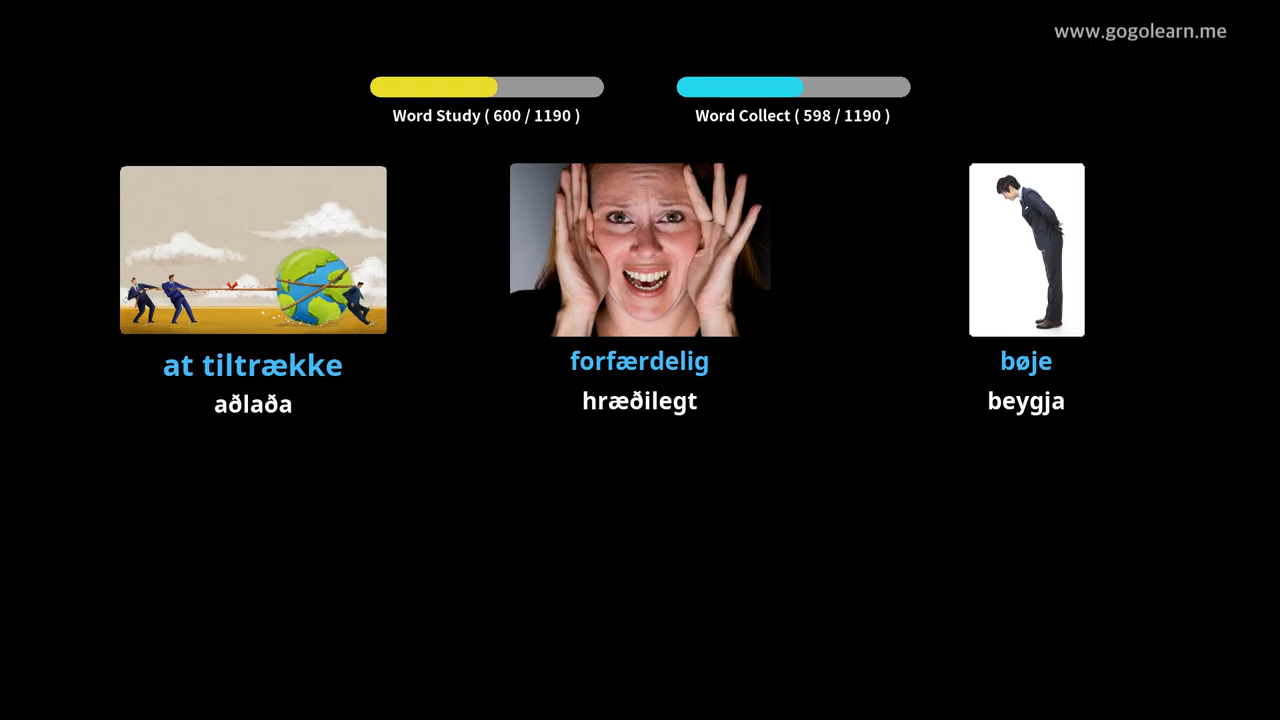 www.gogolearn.me
Word Study ( 600 / 1190 )
Word Collect ( 598 / 1190 )
at tiltrække
aðlaða
forfærdelig
hræðilegt
bøje
beygja